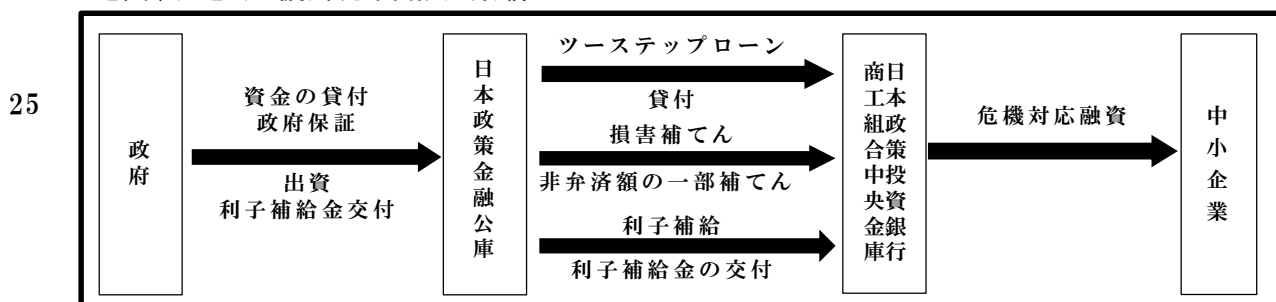 25
政府
資金の貸付
政府保証
出資
利子補給金交付
日本政策金融公庫
ツーステップローン
貸付
損害補てん
非弁済額の一部補てん
利子補給
利子補給金の交付
日本政策投資銀行
商工組合中央金庫
危機対応融資
中小企業